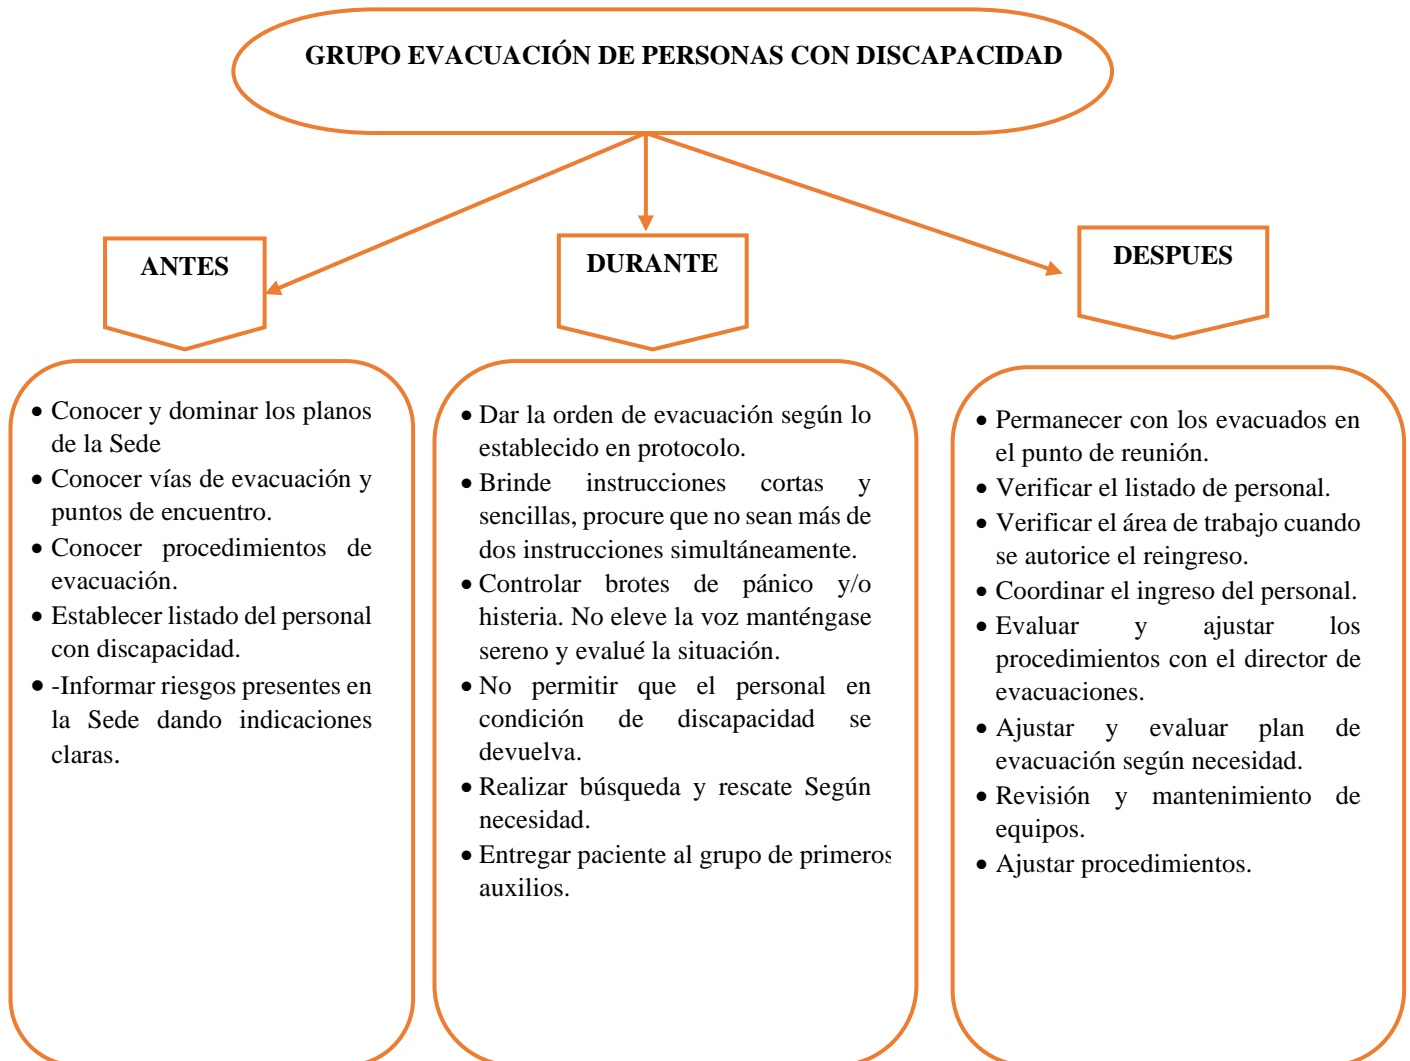 GRUPO EVACUACIÓN DE PERSONAS CON DISCAPACIDAD
ANTES
• Conocer y dominar los planos
de la Sede
• Conocer vías de evacuación y
puntos de encuentro.
• Conocer procedimientos de
evacuación.
• Establecer listado del personal
con discapacidad.
• -Informar riesgos presentes en
la Sede dando indicaciones
claras.
DURANTE
• Dar la orden de evacuación según lo
establecido en protocolo.
• Brinde instrucciones cortas y
sencillas, procure que no sean más de
dos instrucciones simultáneamente.
• Controlar brotes de pánico y/o
histeria. No eleve la voz manténgase
sereno y evalué la situación.
• No permitir que el personal en
condición de discapacidad se
devuelva.
• Realizar búsqueda y rescate Según
necesidad.
• Entregar paciente al grupo de primeros
auxilios.
DESPUES
• Permanecer con los evacuados en
el punto de reunión.
• Verificar el listado de personal.
• Verificar el área de trabajo cuando
se autorice el reingreso.
• Coordinar el ingreso del personal.
• Evaluar y ajustar los
procedimientos con el director de
evacuaciones.
• Ajustar y evaluar plan de
evacuación según necesidad.
• Revisión y mantenimiento de
equipos.
• Ajustar procedimientos.